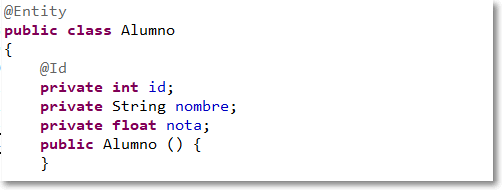 @Entity
public class Alumno
{
@Id
private int id;
private String nombre;
private float nota;
public Alumno () {
}